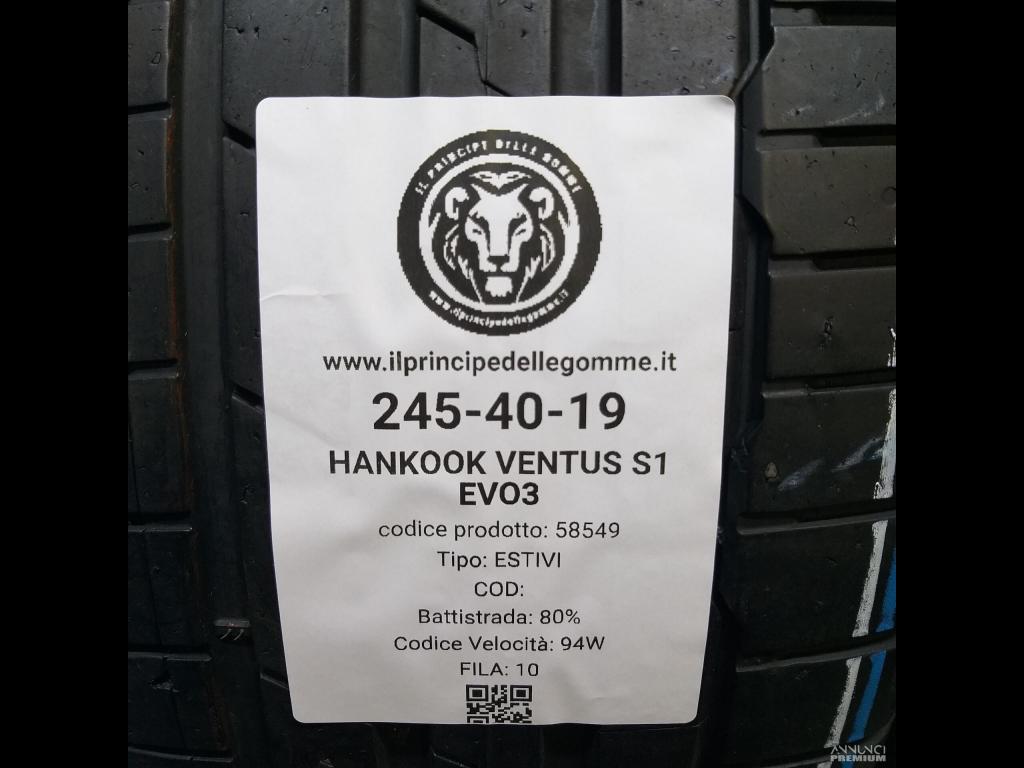 IL PRINCIPE DELLE GOMME
www.ilprincipedellegomme.it
www.ilprincipedellegomme.it
245-40-19
HANKOOK VENTUS S1
EVO3
codice prodotto: 58549
Tipo: ESTIVI
COD:
Battistrada: 80%
Codice Velocità: 94W
FILA: 10
ANNUNCI
PREMIUM